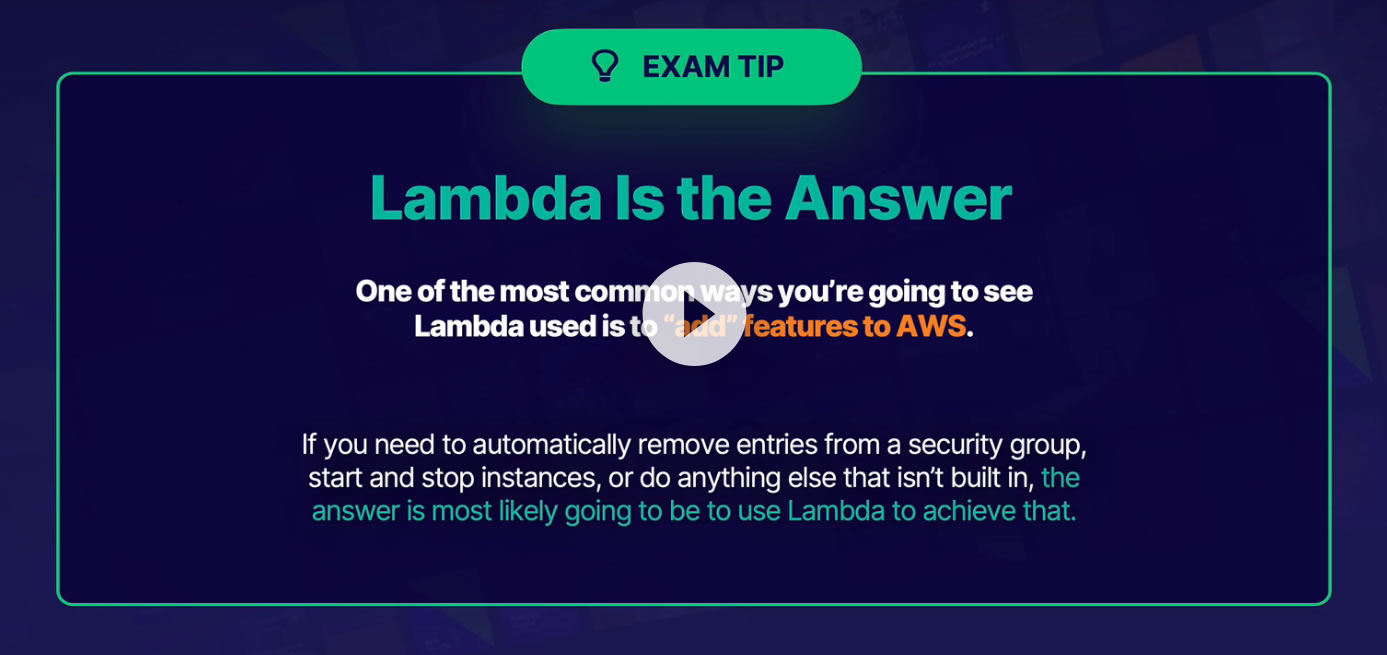 EXAM TIP
Lambda Is the Answer
One of the most common ways you’re going to see
Lambda used is to “add” features to AWS.
If you need to automatically remove entries from a security group,
start and stop instances, or do anything else that isn’t built in, the
answer is most likely going to be to use Lambda to achieve that.